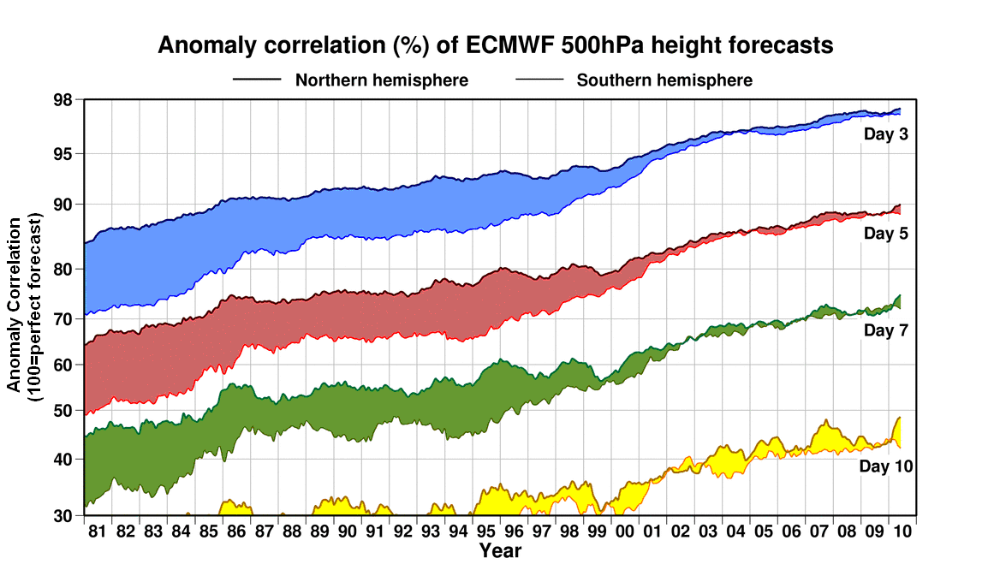 Anomaly correlation (%) of ECMWF 500hPa height forecasts
Northern hemisphere Southern hemisphere
98
95
90
80
70
60
50
40
30
Anomaly Correlation
(100=perfect forecast)
Day 3
Day 5
Day 7
Day 10
81 82 83 84 85 86 87 88 89 90 91 92 93 94 95 96 97 98 99 00 01 02 03 04 05 06 07 08 09 10
Year